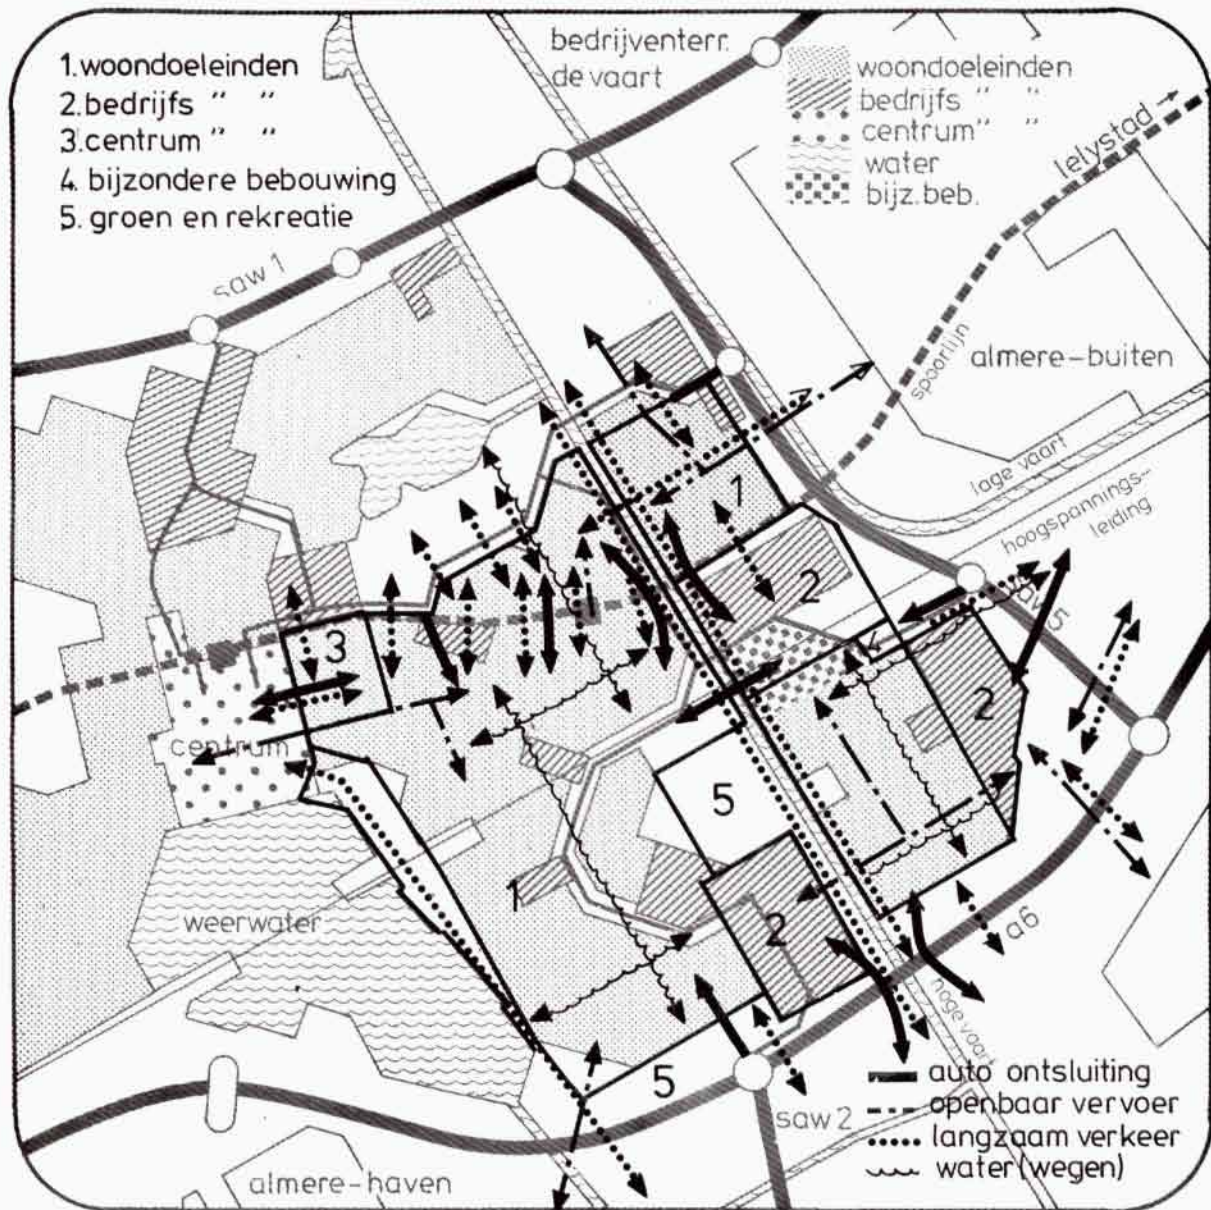 1. woondoeleinden
2. bedrijfs " "
3. centrum " "
4. bijzondere bebouwing
5. groen en rekreatie
bedrijventerr.
de vaart
woondoeleinden
bedrijfs " "
centrum " "
water
bijz. beb.
lelystad
saw 1
spoorlijn
almere-buiten
lage vaart
hoogspannings-
leiding
1
2
3
4
saw 5
2
centrum
5
weerwater
1
2
a6
hoge vaart
5
saw 2
almere-haven
auto ontsluiting
openbaar vervoer
langzaam verkeer
water (wegen)